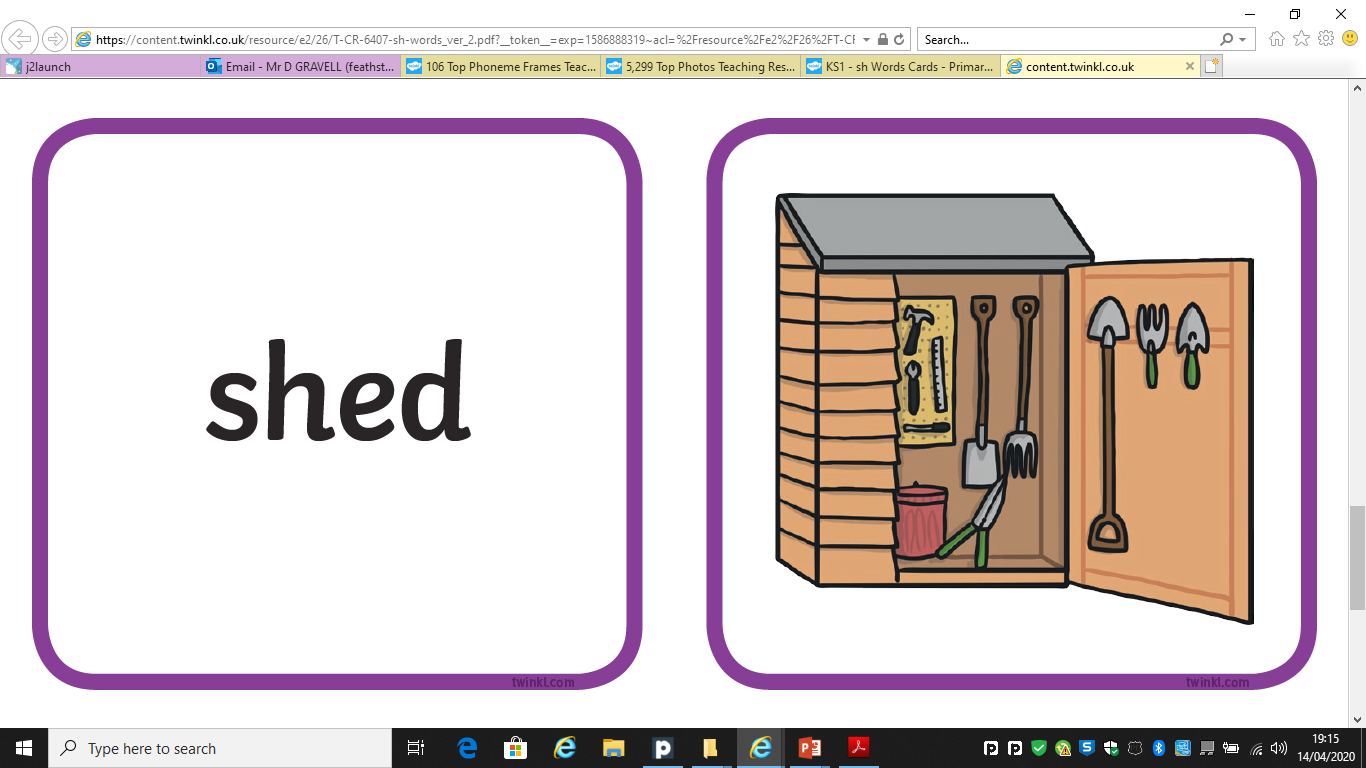 https://content.twinkl.co.uk/resource/e2/26/T-CR-6407-sh-words_ver_2.pdf?__token__=exp=1586888319~acl=%2Fresource%2Fe2%2F26%2FT-CF
Search...
j2launch
Email - Mr D GRAVELL (feathst...
106 Top Phoneme Frames Teac...
5,299 Top Photos Teaching Res...
KS1 - sh Words Cards - Primar...
content.twinkl.co.uk
shed
twinkl.com
twinkl.com
Type here to search
19:15
14/04/2020